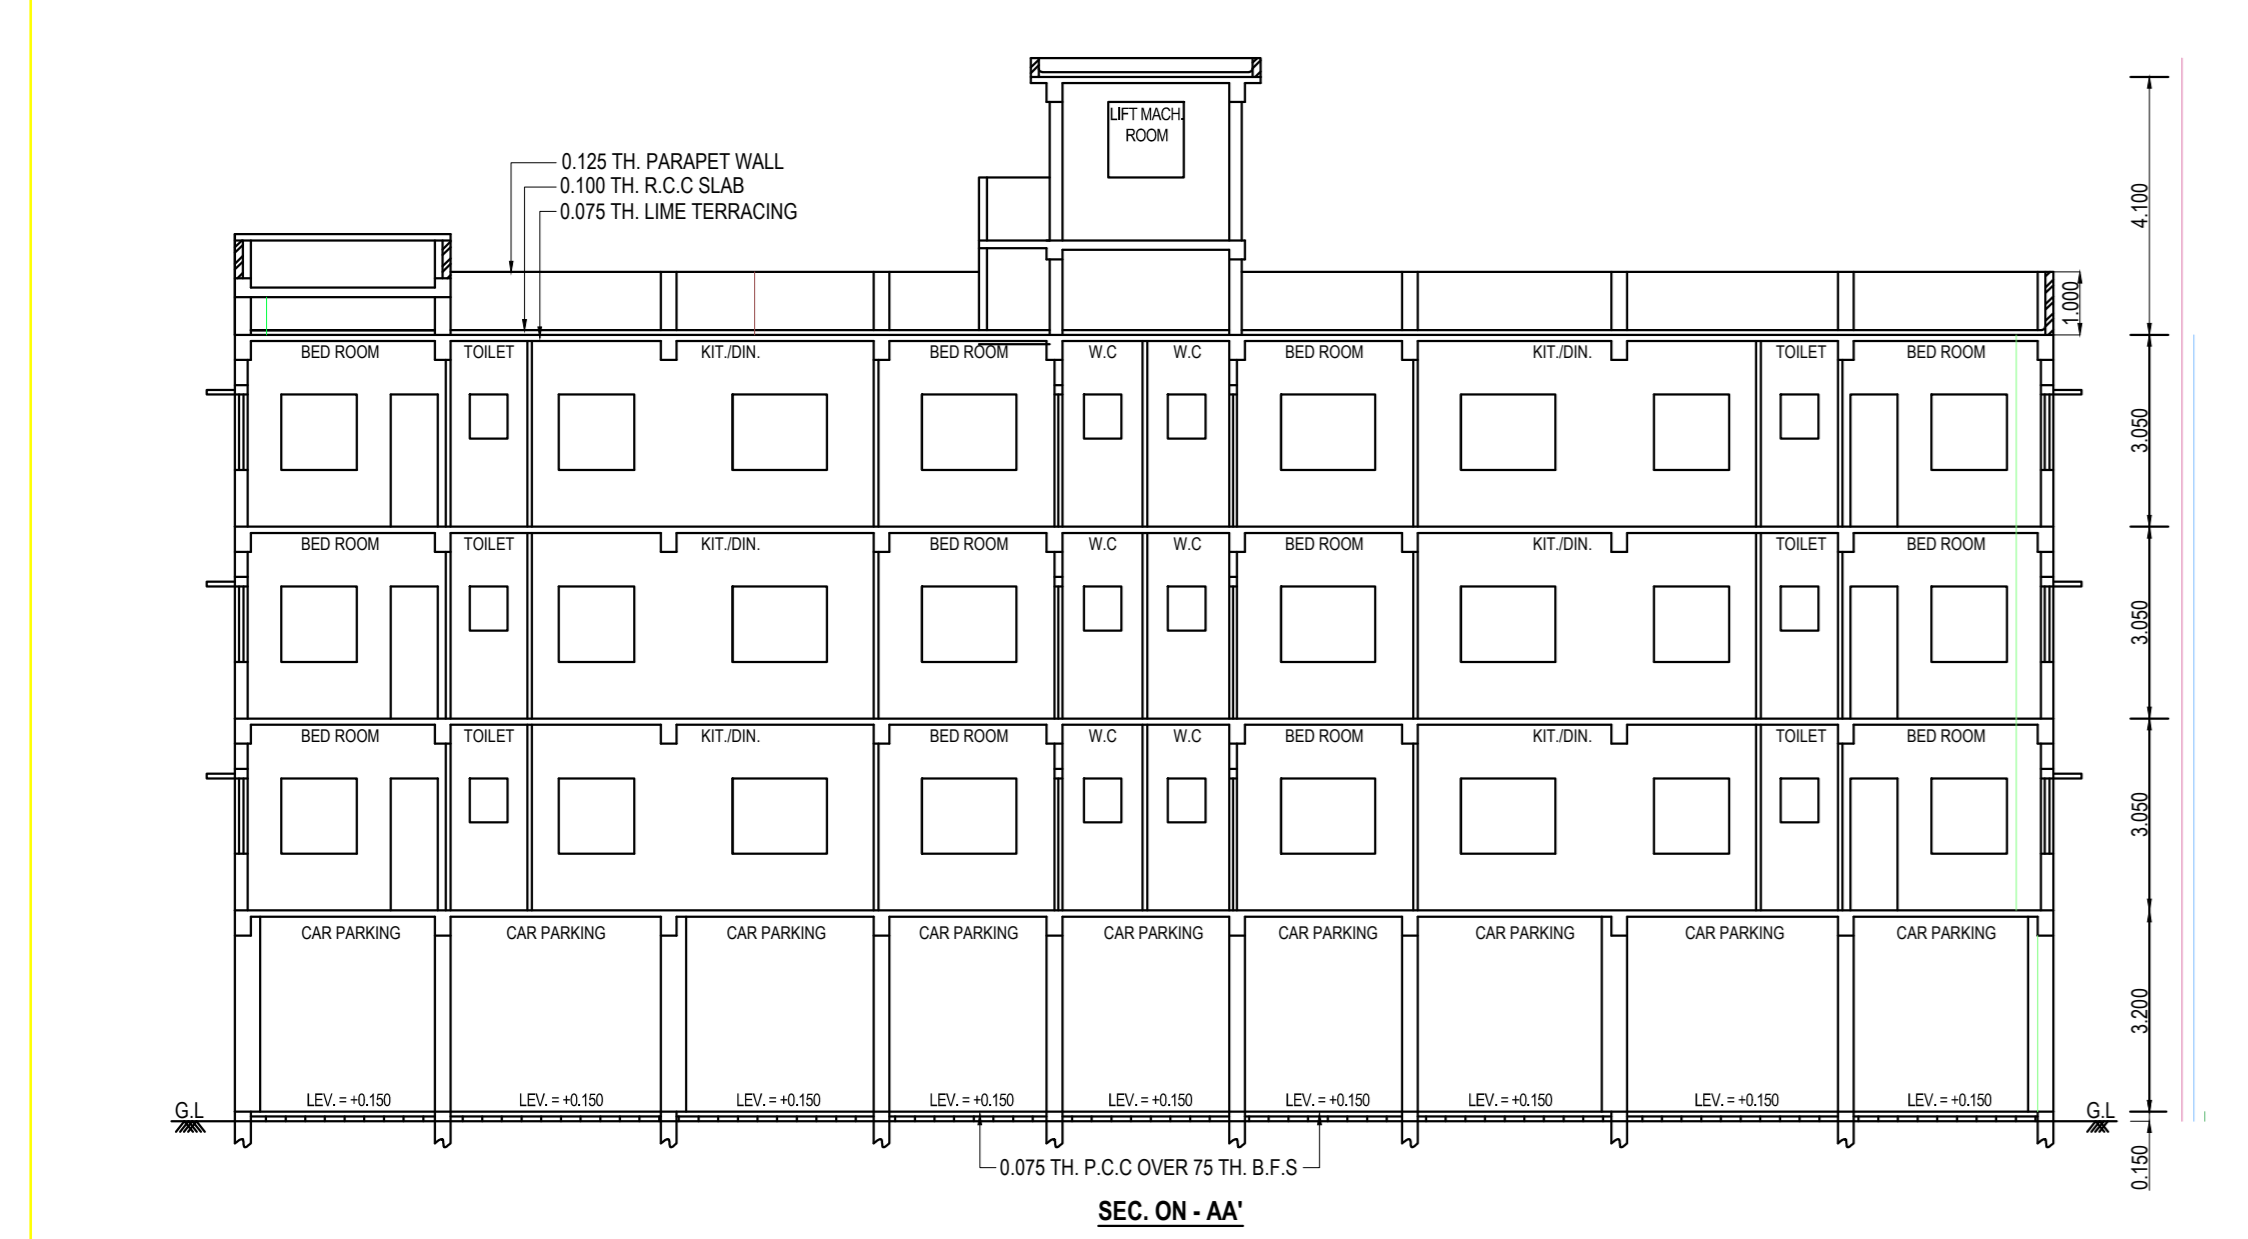 LIFT MACH.
ROOM
0.125 TH. PARAPET WALL
0.100 TH. R.C.C SLAB
0.075 TH. LIME TERRACING
4.100
1.000
BED ROOM TOILET KIT./DIN. BED ROOM W.C W.C BED ROOM KIT./DIN. TOILET BED ROOM
3.050
BED ROOM TOILET KIT./DIN. BED ROOM W.C W.C BED ROOM KIT./DIN. TOILET BED ROOM
3.050
BED ROOM TOILET KIT./DIN. BED ROOM W.C W.C BED ROOM KIT./DIN. TOILET BED ROOM
3.050
CAR PARKING CAR PARKING CAR PARKING CAR PARKING CAR PARKING CAR PARKING CAR PARKING CAR PARKING CAR PARKING
3.200
LEV. = +0.150 LEV. = +0.150 LEV. = +0.150 LEV. = +0.150 LEV. = +0.150 LEV. = +0.150 LEV. = +0.150 LEV. = +0.150 LEV. = +0.150
G.L G.L
0.150
0.075 TH. P.C.C OVER 75 TH. B.F.S
SEC. ON - AA'